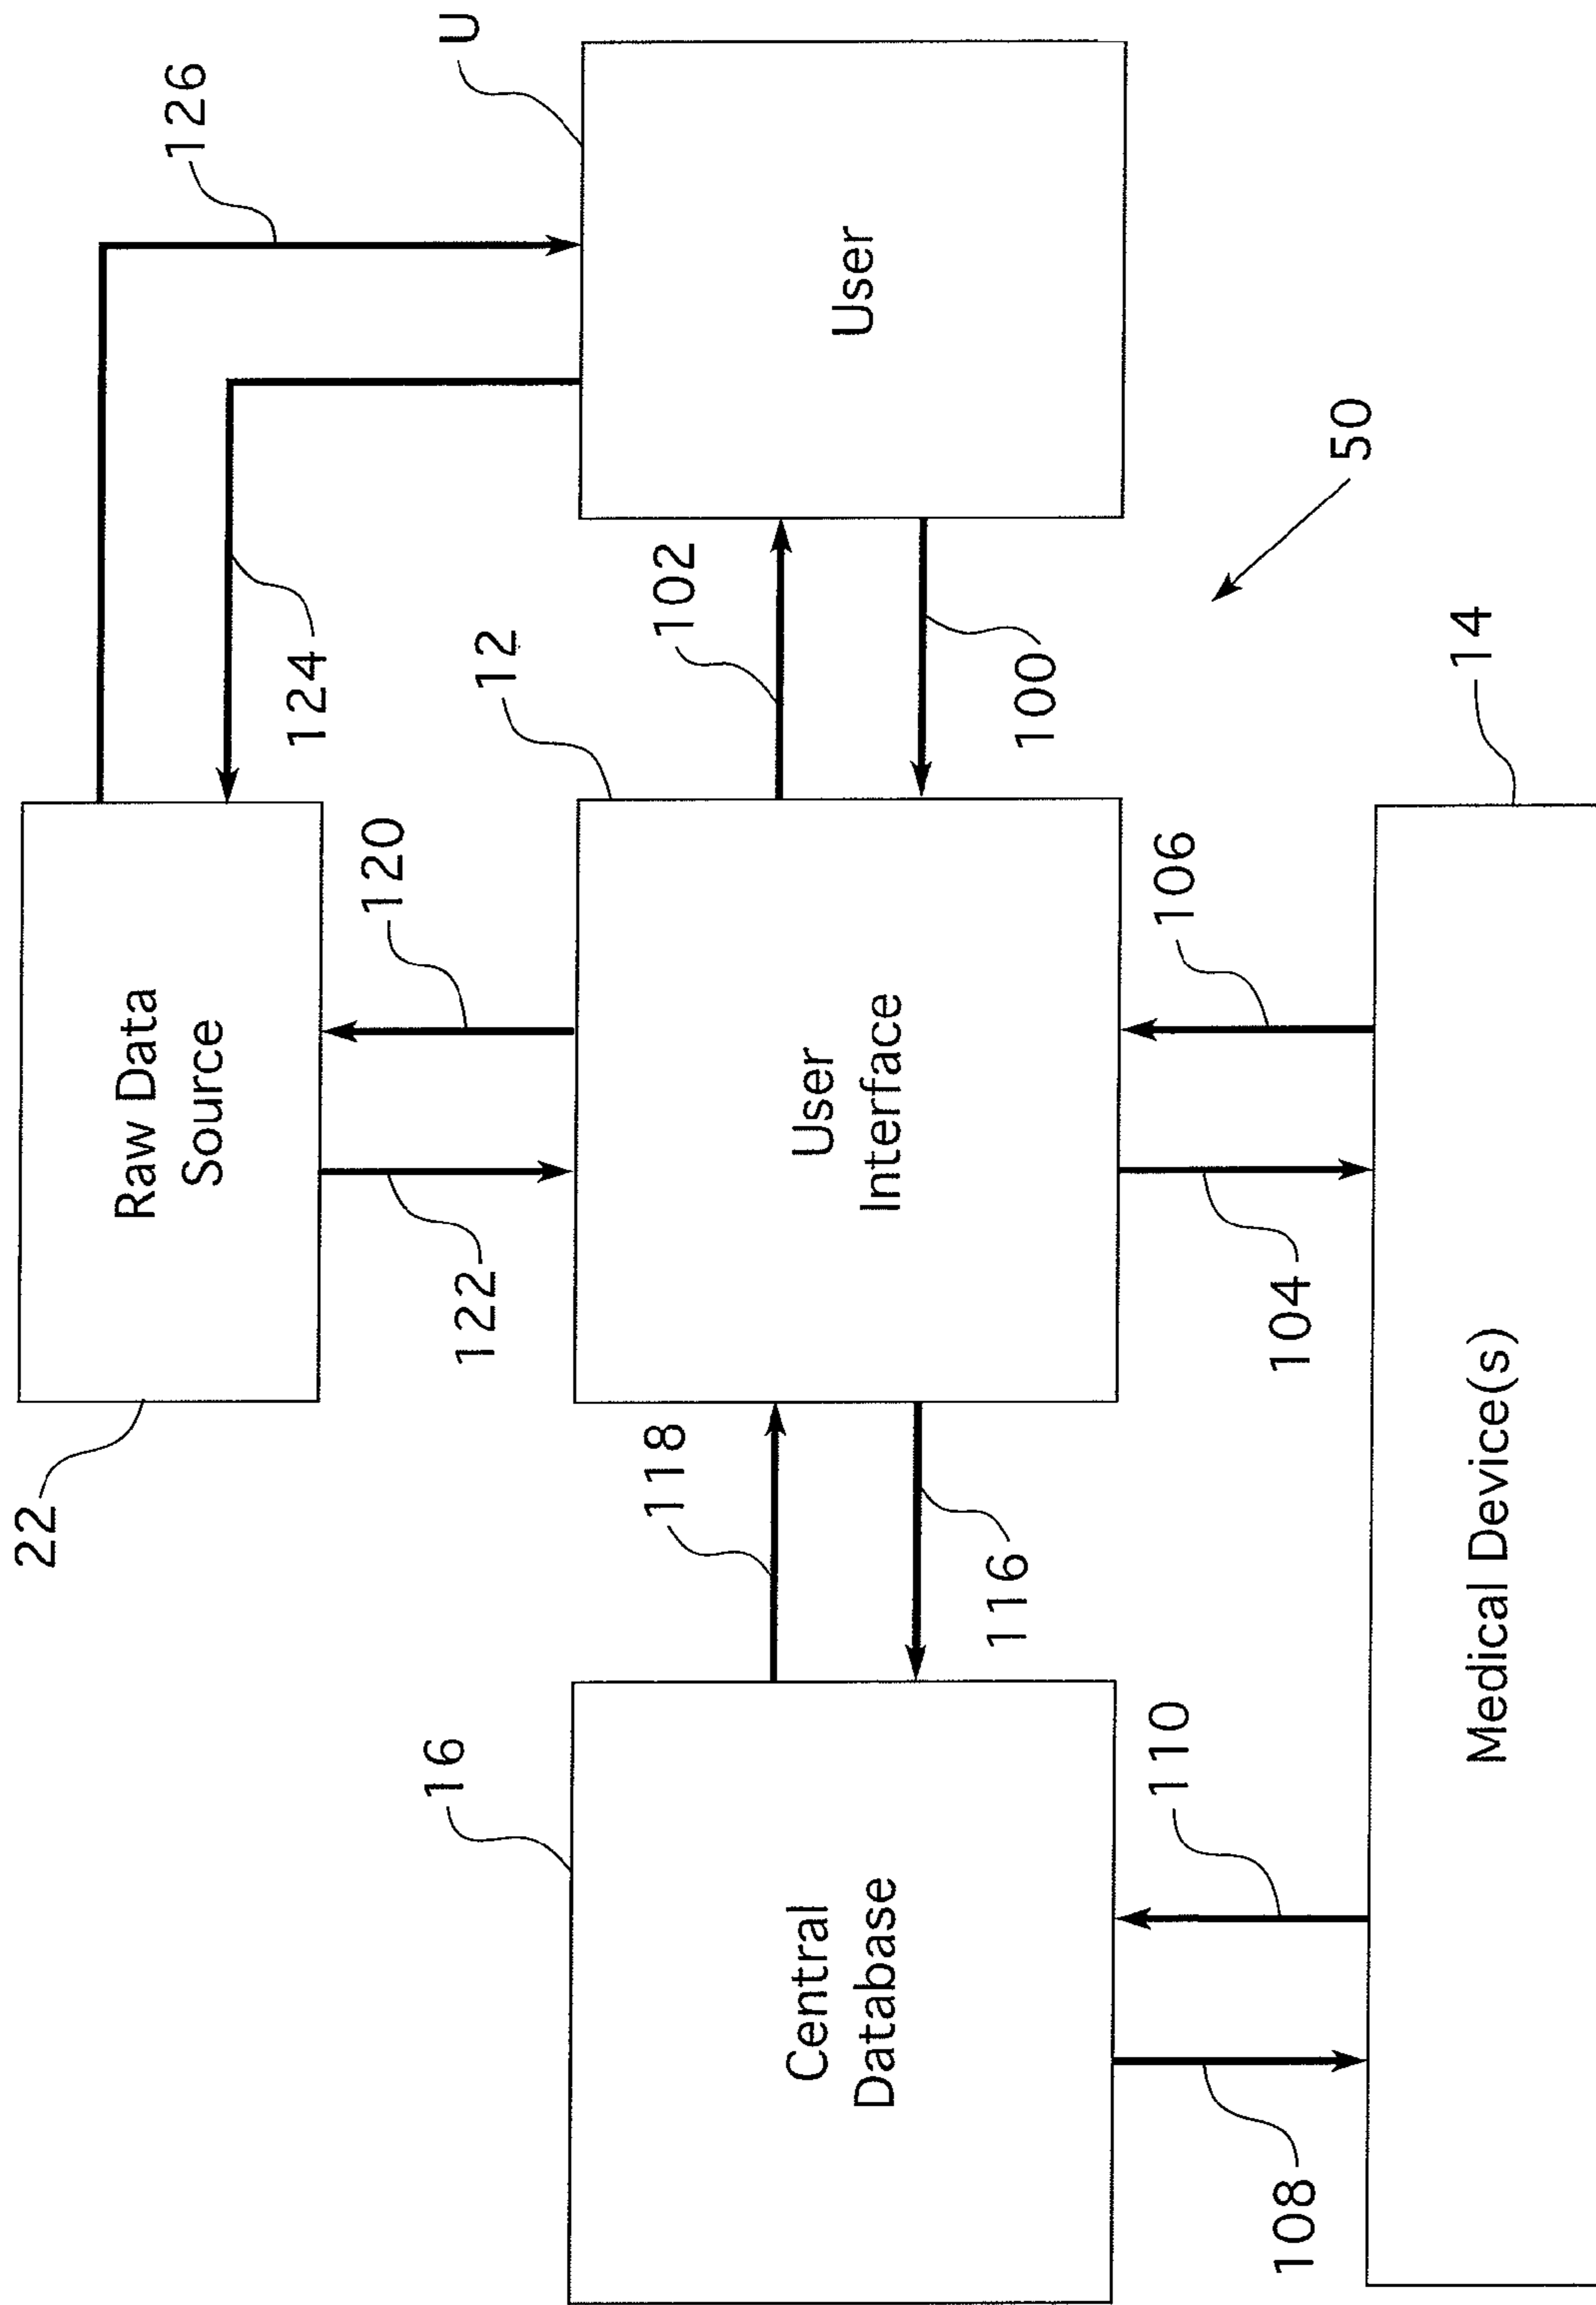 22
Raw Data
Source
126
124
120
122
16
12
U
118
102
Central
Database
User
Interface
User
116
100
110
106
108
104
50
14
Medical Device(s)